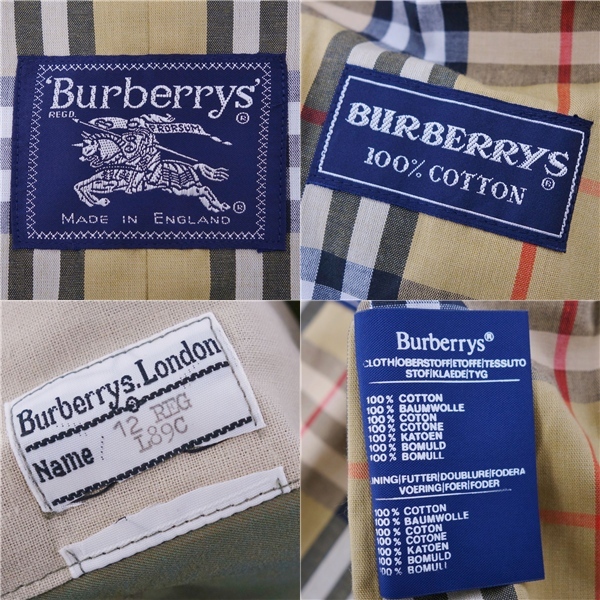 'Burberrys'
REGD.
®
PRORSUM
MADE IN ENGLAND ®
BURBERRYS
®
100% COTTON
Burberrys.London
12 REG
Name L89C
Burberrys®
CLOTH|OBERSTOFF|ETOFFE|TESSUTO
STOF|KLAEDE|TYG
100% COTTON
100% BAUMWOLLE
100% COTON
100% COTONE
100% KATOEN
100% BOMULD
100% BOMULL
NING|FUTTER|DOUBLURE|FODERA
VOERING|FOER|FODER
100% COTTON
100% BAUMWOLLE
100% COTON
100% COTONE
100% KATOEN
100% BOMULD
100% BOMULL